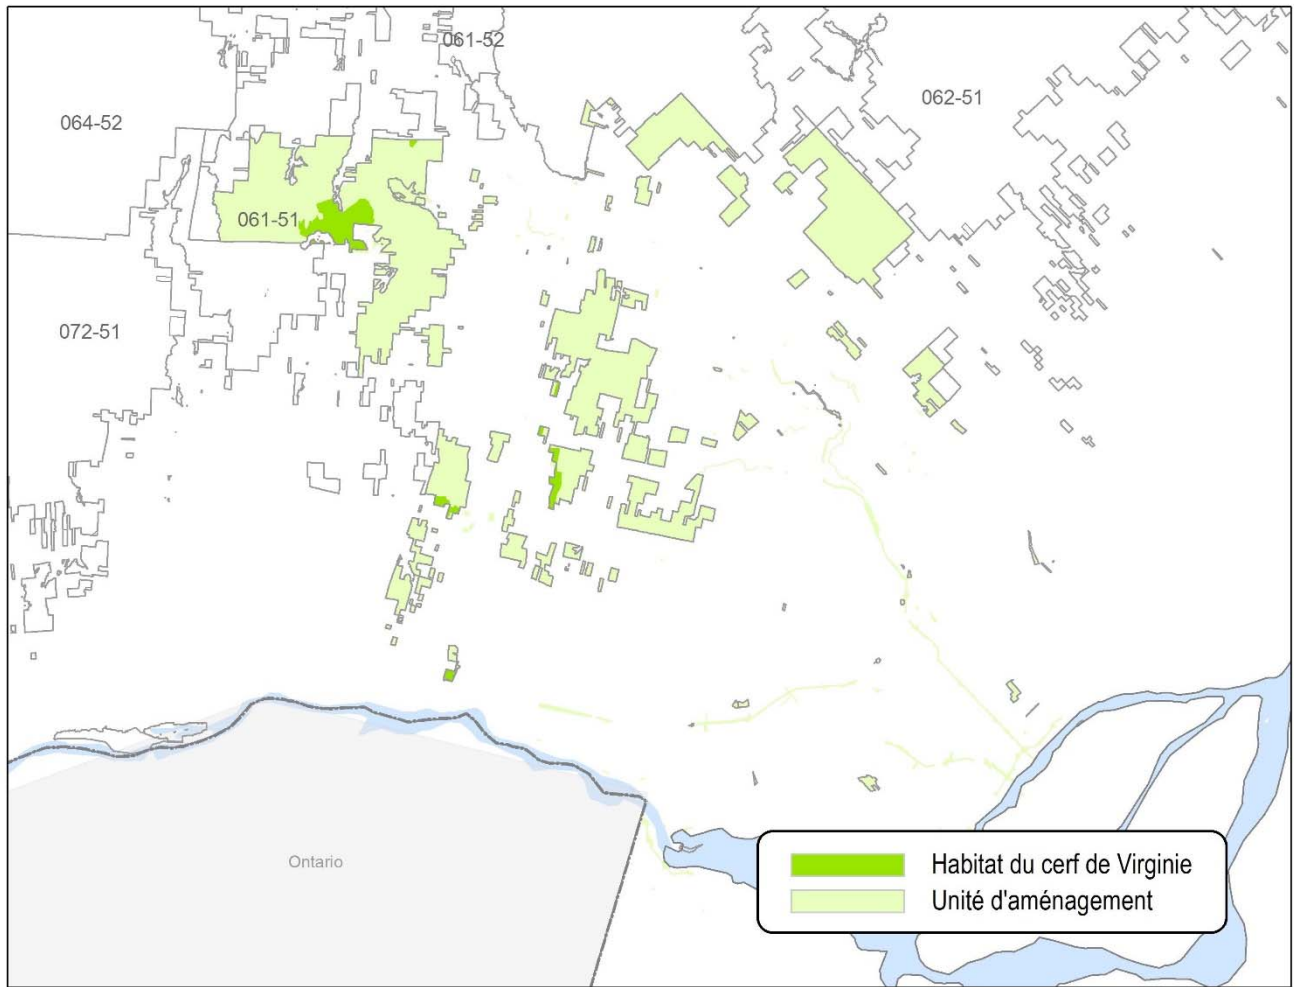 061-52
062-51
064-52
061-51
072-51
Ontario
Habitat du cerf de Virginie
Unité d'aménagement